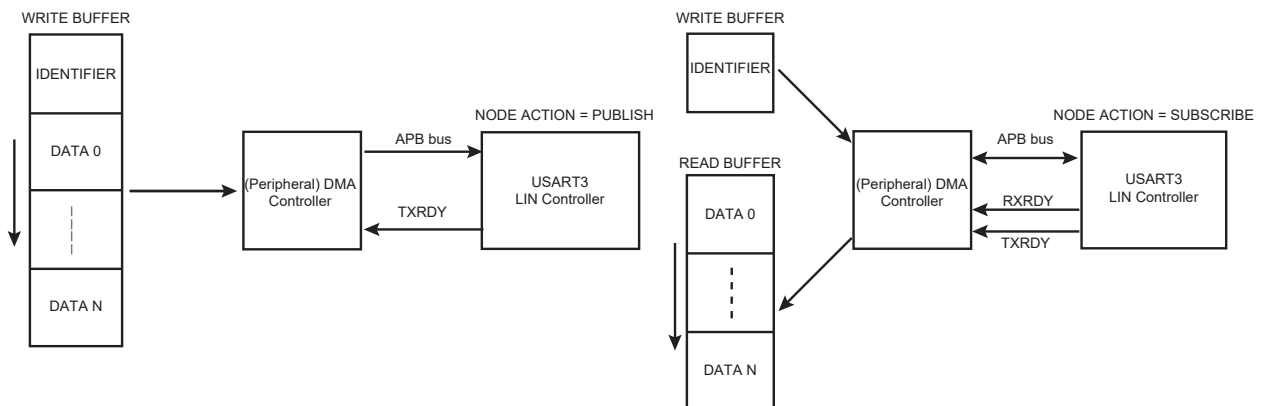 WRITE BUFFER
IDENTIFIER
DATA 0
DATA N
(Peripheral) DMA
Controller
APB bus
TXRDY
NODE ACTION = PUBLISH
USART3
LIN Controller
WRITE BUFFER
IDENTIFIER
READ BUFFER
DATA 0
DATA N
(Peripheral) DMA
Controller
APB bus
RXRDY
TXRDY
NODE ACTION = SUBSCRIBE
USART3
LIN Controller